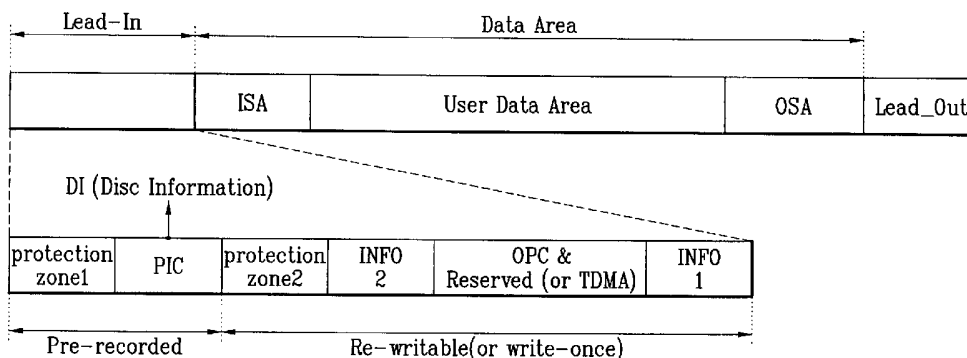 Lead-In
Data Area
ISA
User Data Area
OSA
Lead_Out
DI (Disc Information)
protection
zone1
PIC
protection
zone2
INFO
2
OPC &
Reserved (or TDMA)
INFO
1
Pre-recorded
Re-writable(or write-once)